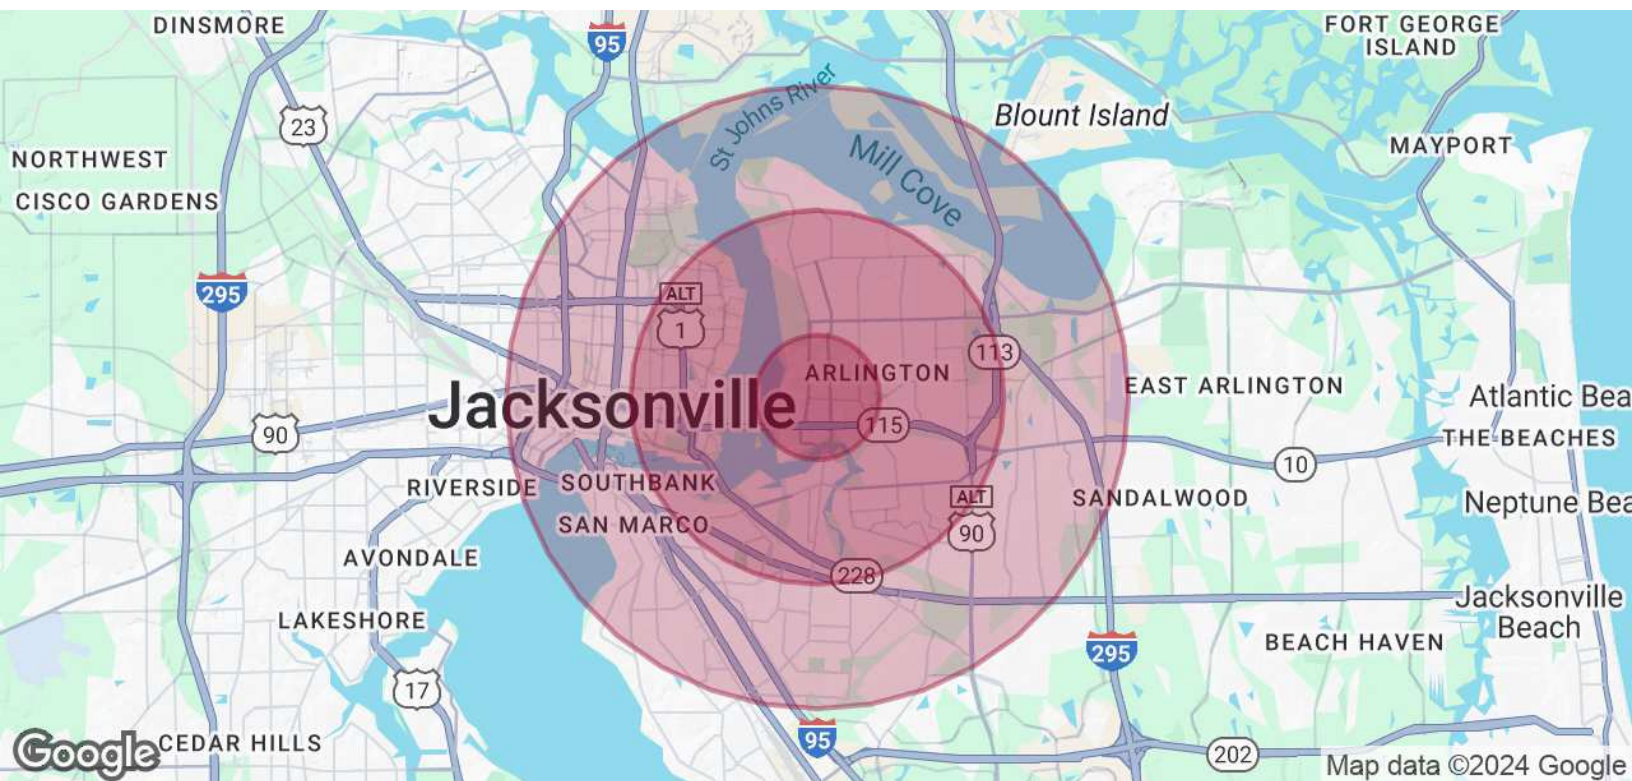 DINSMORE
95
FORT GEORGE
ISLAND
23
St Johns River
Blount Island
MAYPORT
NORTHWEST
Mill Cove
CISCO GARDENS
295
ALT
1
113
ARLINGTON
EAST ARLINGTON
Atlantic Bea
Jacksonville
115
90
THE BEACHES
10
RIVERSIDE
SOUTHBANK
SANDALWOOD
Neptune Bea
ALT
90
SAN MARCO
AVONDALE
228
Jacksonville
Beach
LAKESHORE
BEACH HAVEN
295
17
95
Google
CEDAR HILLS
202
Map data ©2024 Google